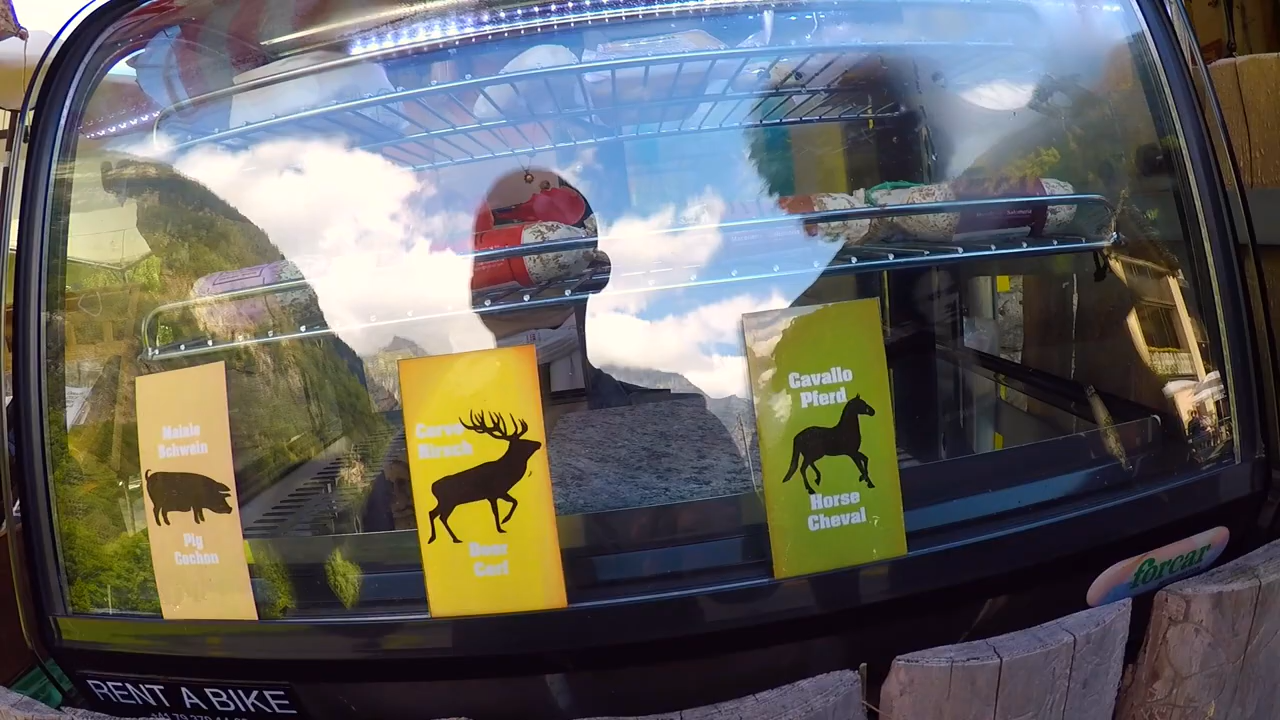 Maiale
Schwein
Pig
Cochon
Cervo
Hirsch
Deer
Cerf
Cavallo
Pferd
Horse
Cheval
forcar
RENT A BIKE